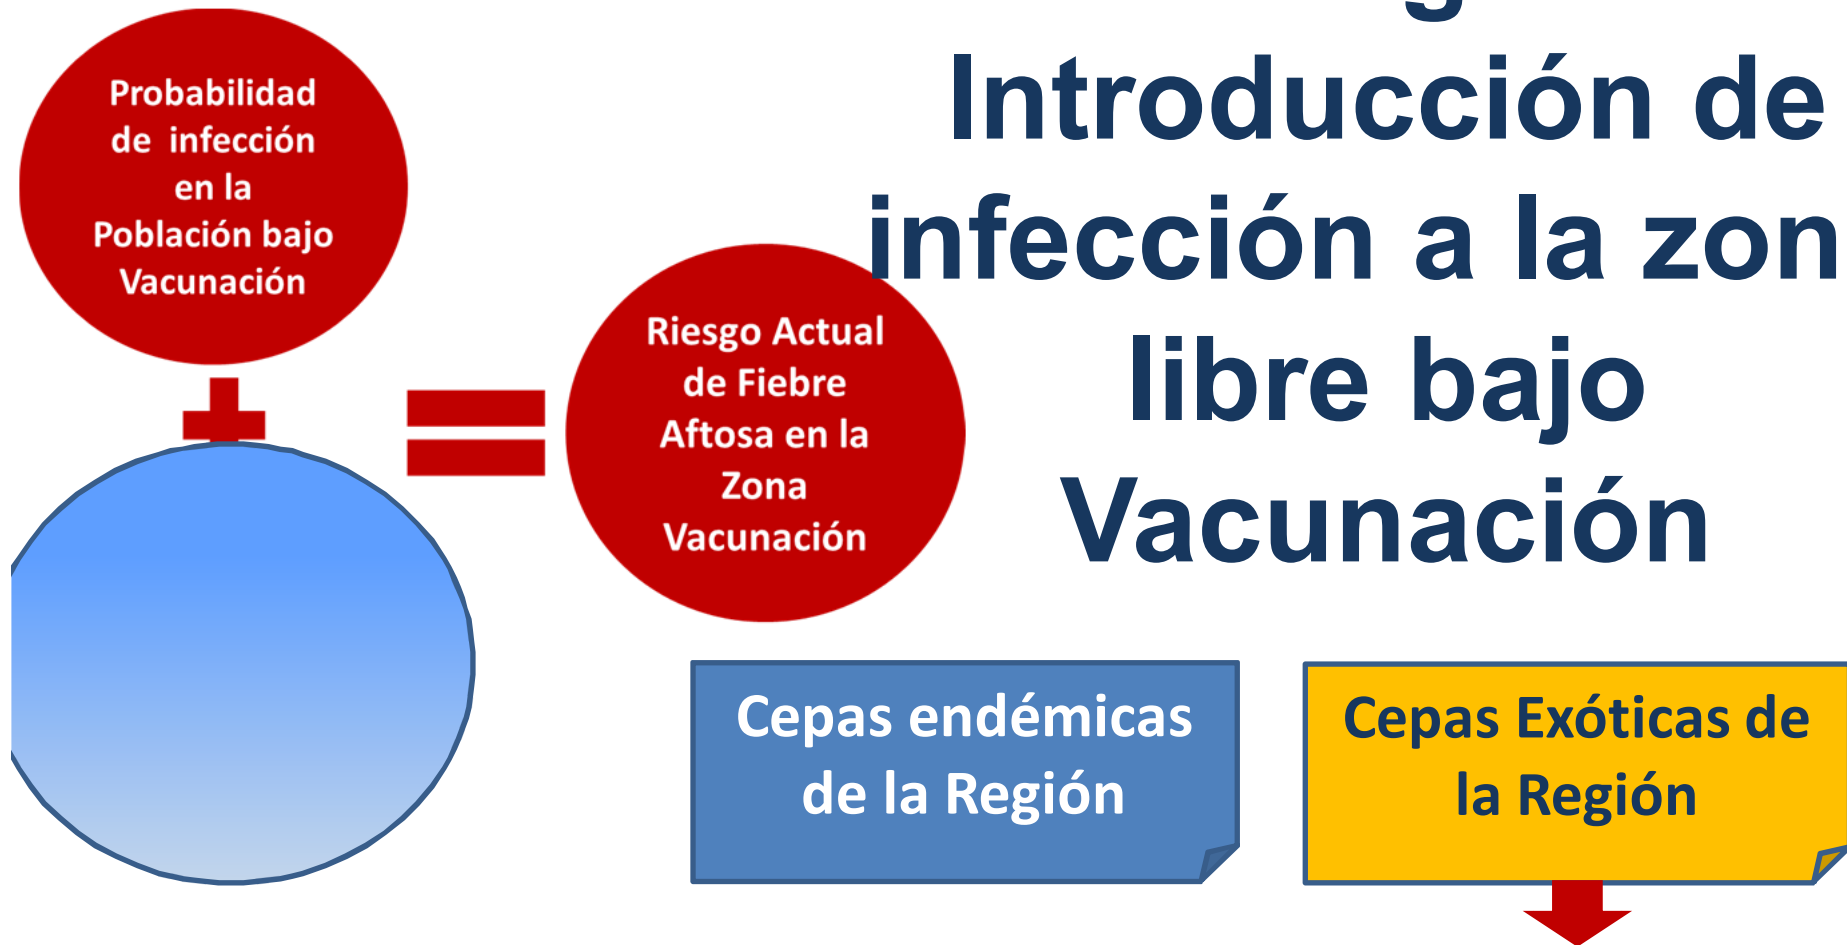 Probabilidad
de infección
en la
Población bajo
Vacunación
Riesgo Actual
de Fiebre
Aftosa en la
Zona
Vacunación
Introducción de
infección a la zon
libre bajo
Vacunación
Cepas endémicas
de la Región
Cepas Exóticas de
la Región